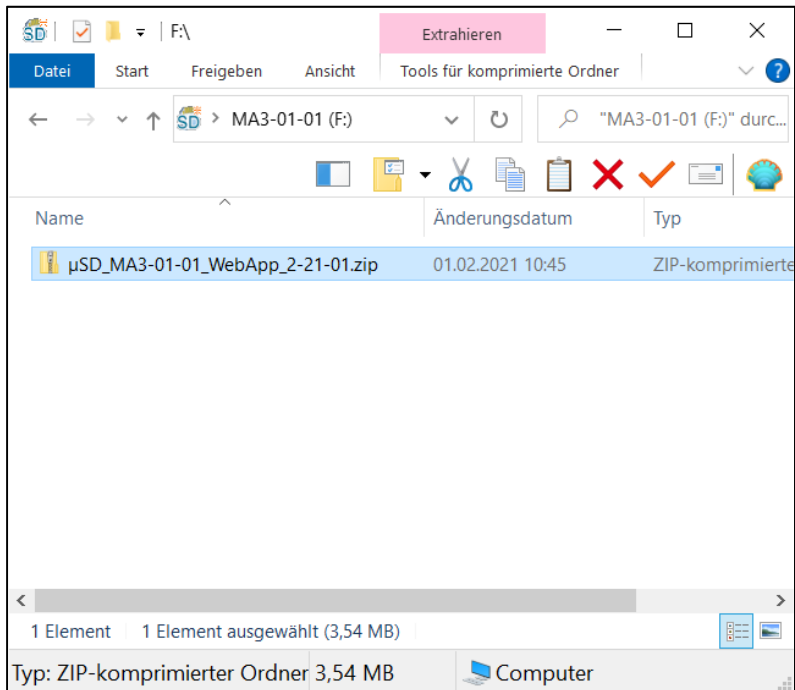 SD F:\ Extrahieren
Datei Start Freigeben Ansicht Tools für komprimierte Ordner ?
SD > MA3-01-01 (F:) "MA3-01-01 (F:)" durc...
Name Änderungsdatum Typ
µSD_MA3-01-01_WebApp_2-21-01.zip 01.02.2021 10:45 ZIP-komprimierte
1 Element 1 Element ausgewählt (3,54 MB)
Typ: ZIP-komprimierter Ordner 3,54 MB Computer